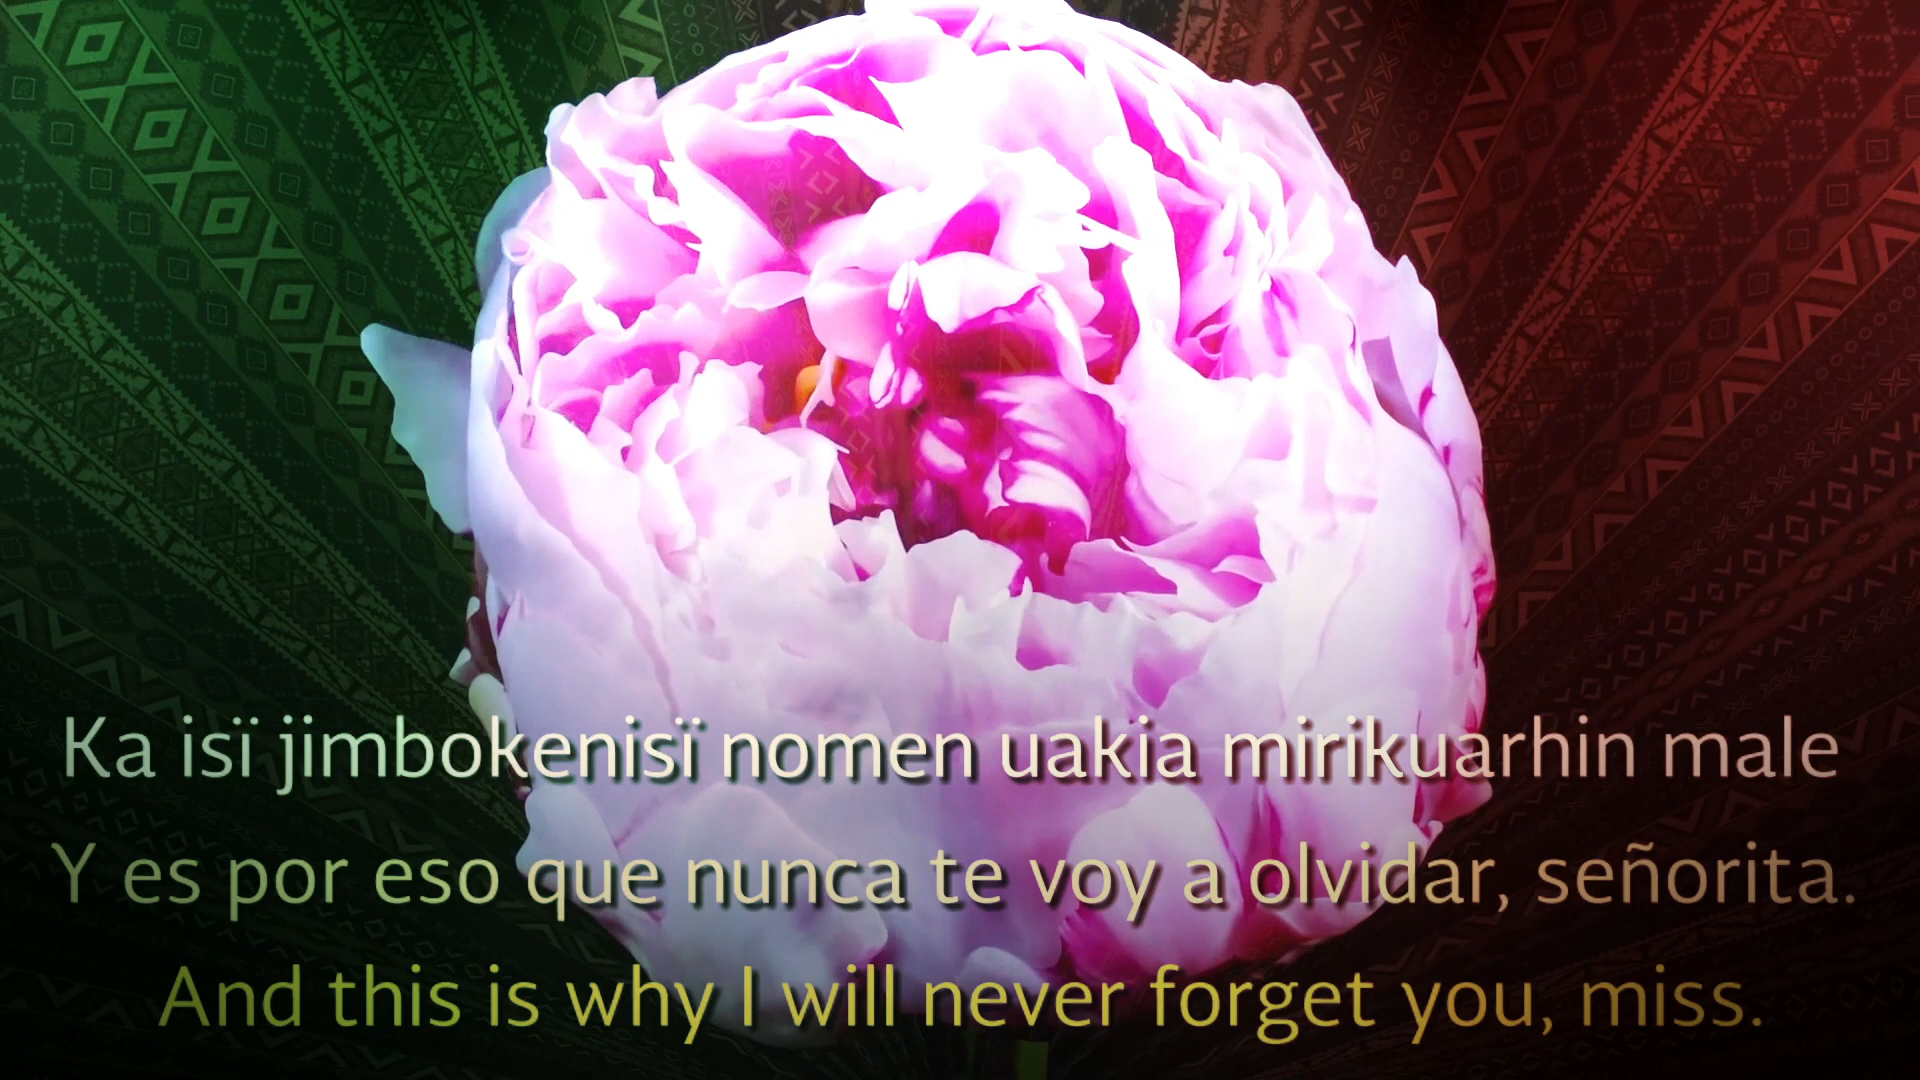 Ka isï jimbokenisï nomen uakia mirikuarhin male
Y es por eso que nunca te voy a olvidar, señorita.
And this is why I will never forget you, miss.